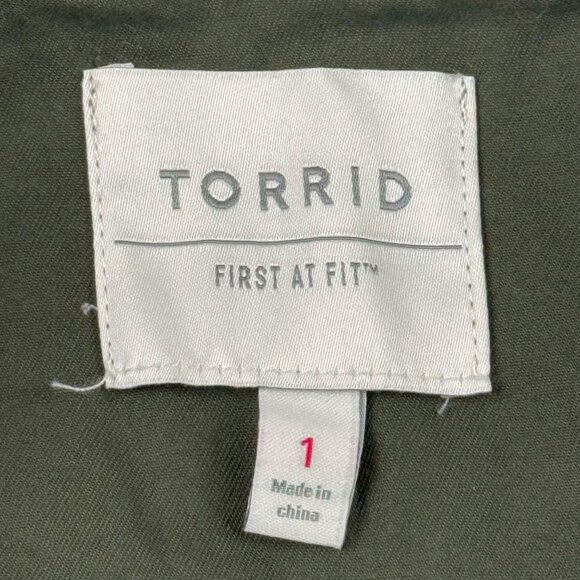 TORRID
FIRST AT FIT™
1
Made in
china